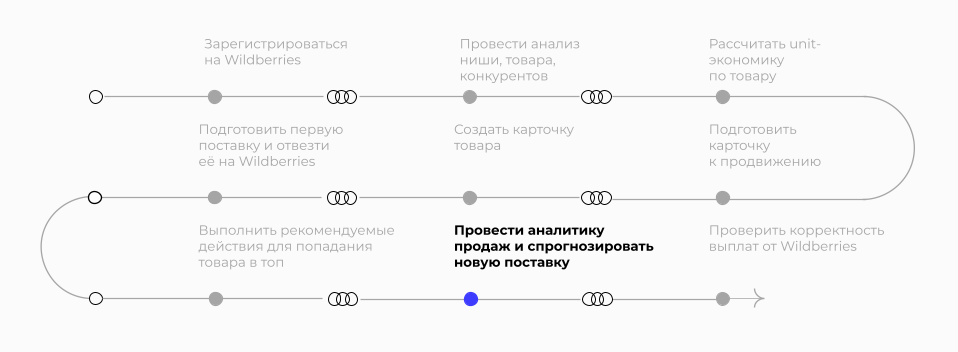 Зарегистрироваться
на Wildberries
Провести анализ
ниши, товара,
конкурентов
Рассчитать unit-
экономику
по товару
Подготовить первую
поставку и отвезти
её на Wildberries
Создать карточку
товара
Подготовить
карточку
к продвижению
Выполнить рекомендуемые
действия для попадания
товара в топ
Провести аналитику
продаж и спрогнозировать
новую поставку
Проверить корректность
выплат от Wildberries